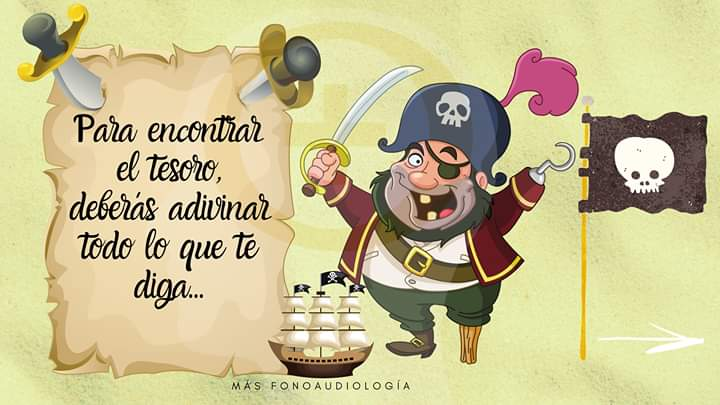 Para encontrar
el tesoro,
deberás adivinar
todo lo que te
diga...
MÁS FONOAUDIOLOGÍA